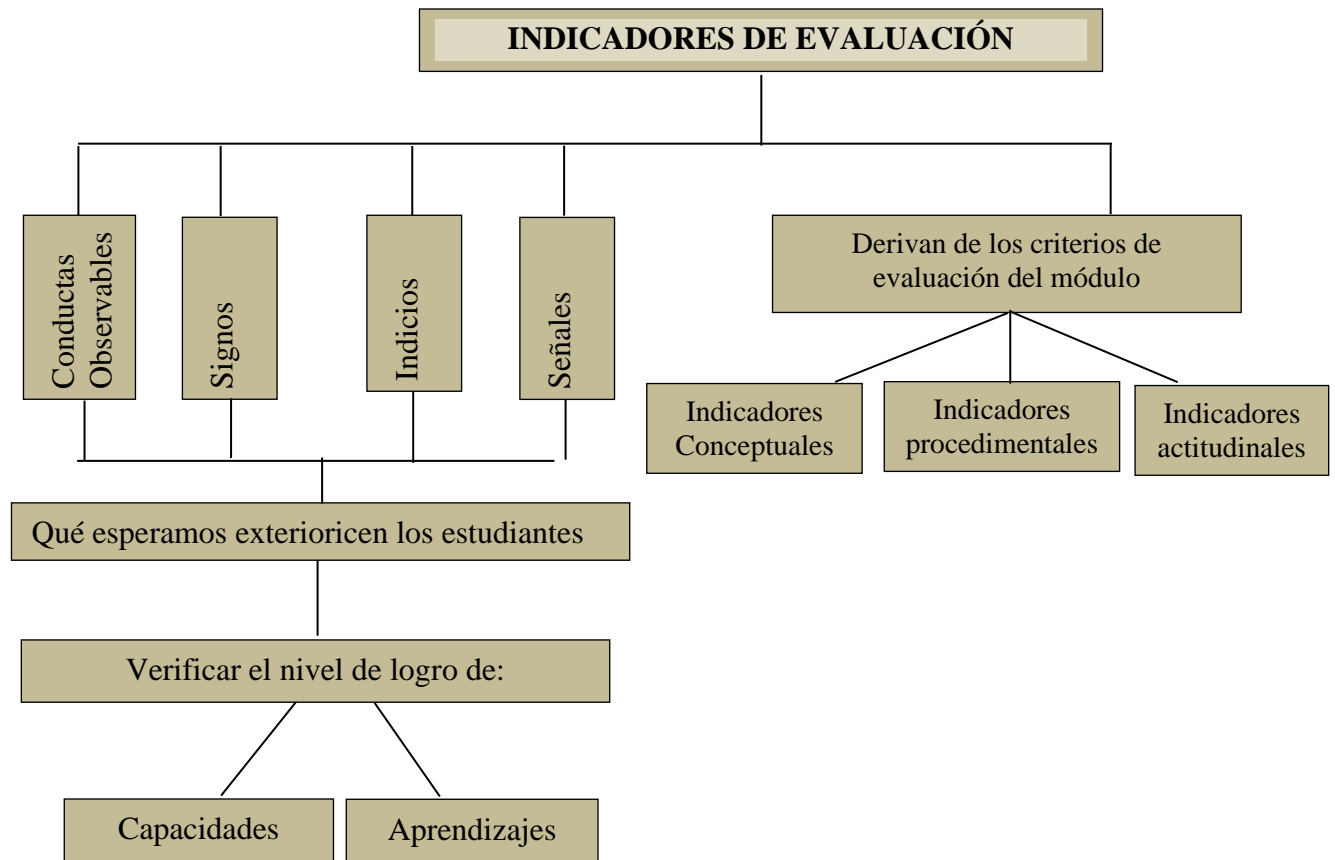 INDICADORES DE EVALUACIÓN
Conductas
Observables
Signos
Indicios
Señales
Derivan de los criterios de
evaluación del módulo
Indicadores
Conceptuales
Indicadores
procedimentales
Indicadores
actitudinales
Qué esperamos exterioricen los estudiantes
Verificar el nivel de logro de:
Capacidades
Aprendizajes